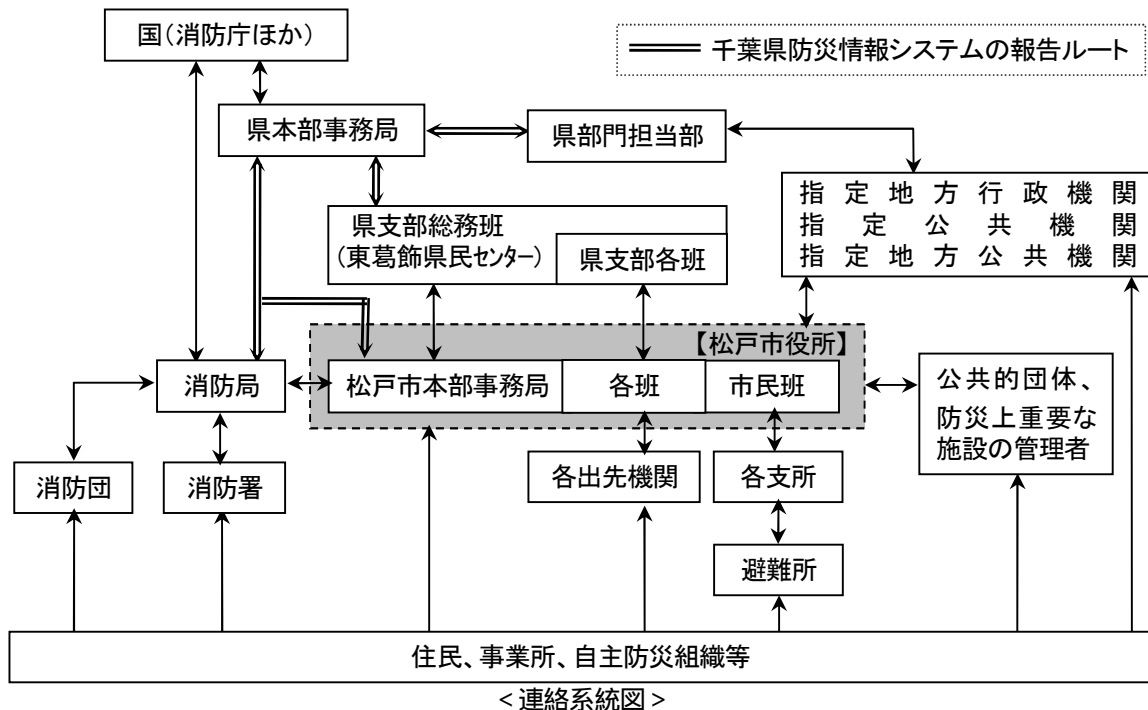 国（消防庁ほか）
千葉県防災情報システムの報告ルート
県本部事務局
県部門担当部
指定地方行政機関
指定公共機関
指定地方公共機関
県支部総務班
（東葛飾県民センター）
県支部各班
【松戸市役所】
消防局
松戸市本部事務局
各班
市民班
公共的団体、
防災上重要な
施設の管理者
消防団
消防署
各出先機関
各支所
避難所
住民、事業所、自主防災組織等
＜連絡系統図＞